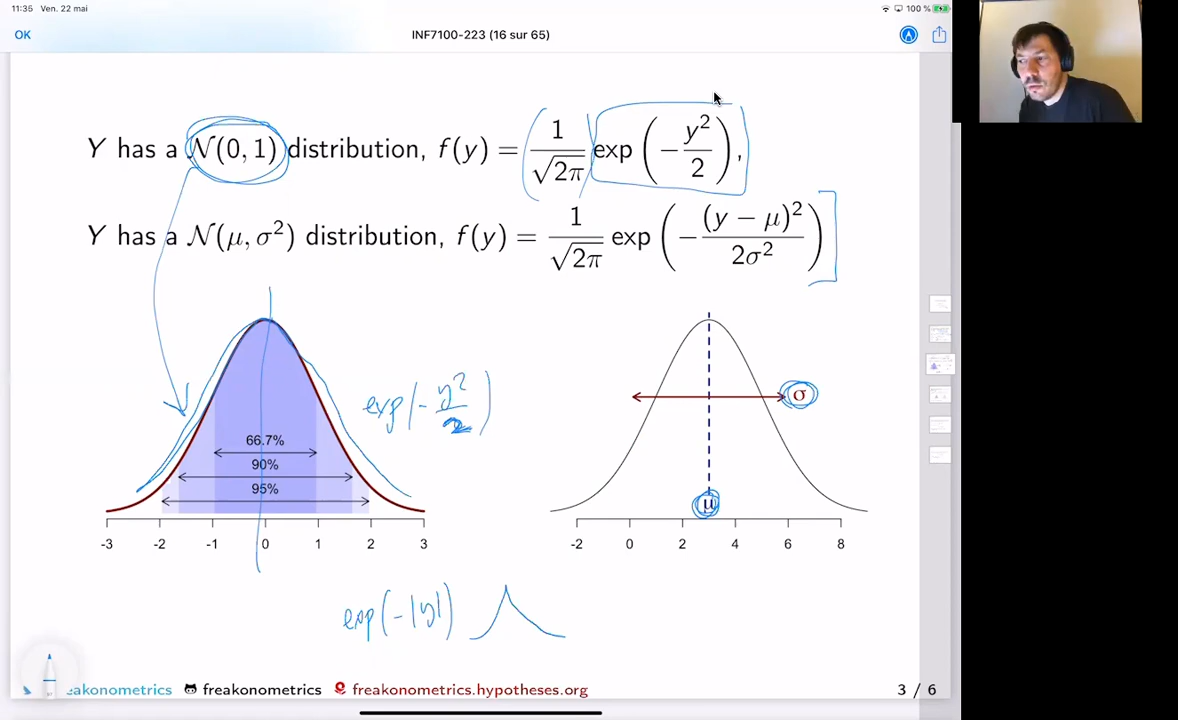 11:35 Ven. 22 mai
100 %
OK
INF7100-223 (16 sur 65)
Y has a 𝒩(0, 1) distribution, f(y) = 1/√2π exp(−y²/2),
Y has a 𝒩(μ, σ²) distribution, f(y) = 1/√2π exp(−(y − μ)²/2σ²)
66.7%
90%
95%
-3 -2 -1 0 1 2 3
exp(−y²/2)
σ
μ
-2 0 2 4 6 8
exp(−|y|)
akonometrics freakonometrics freakonometrics.hypotheses.org 3 / 6